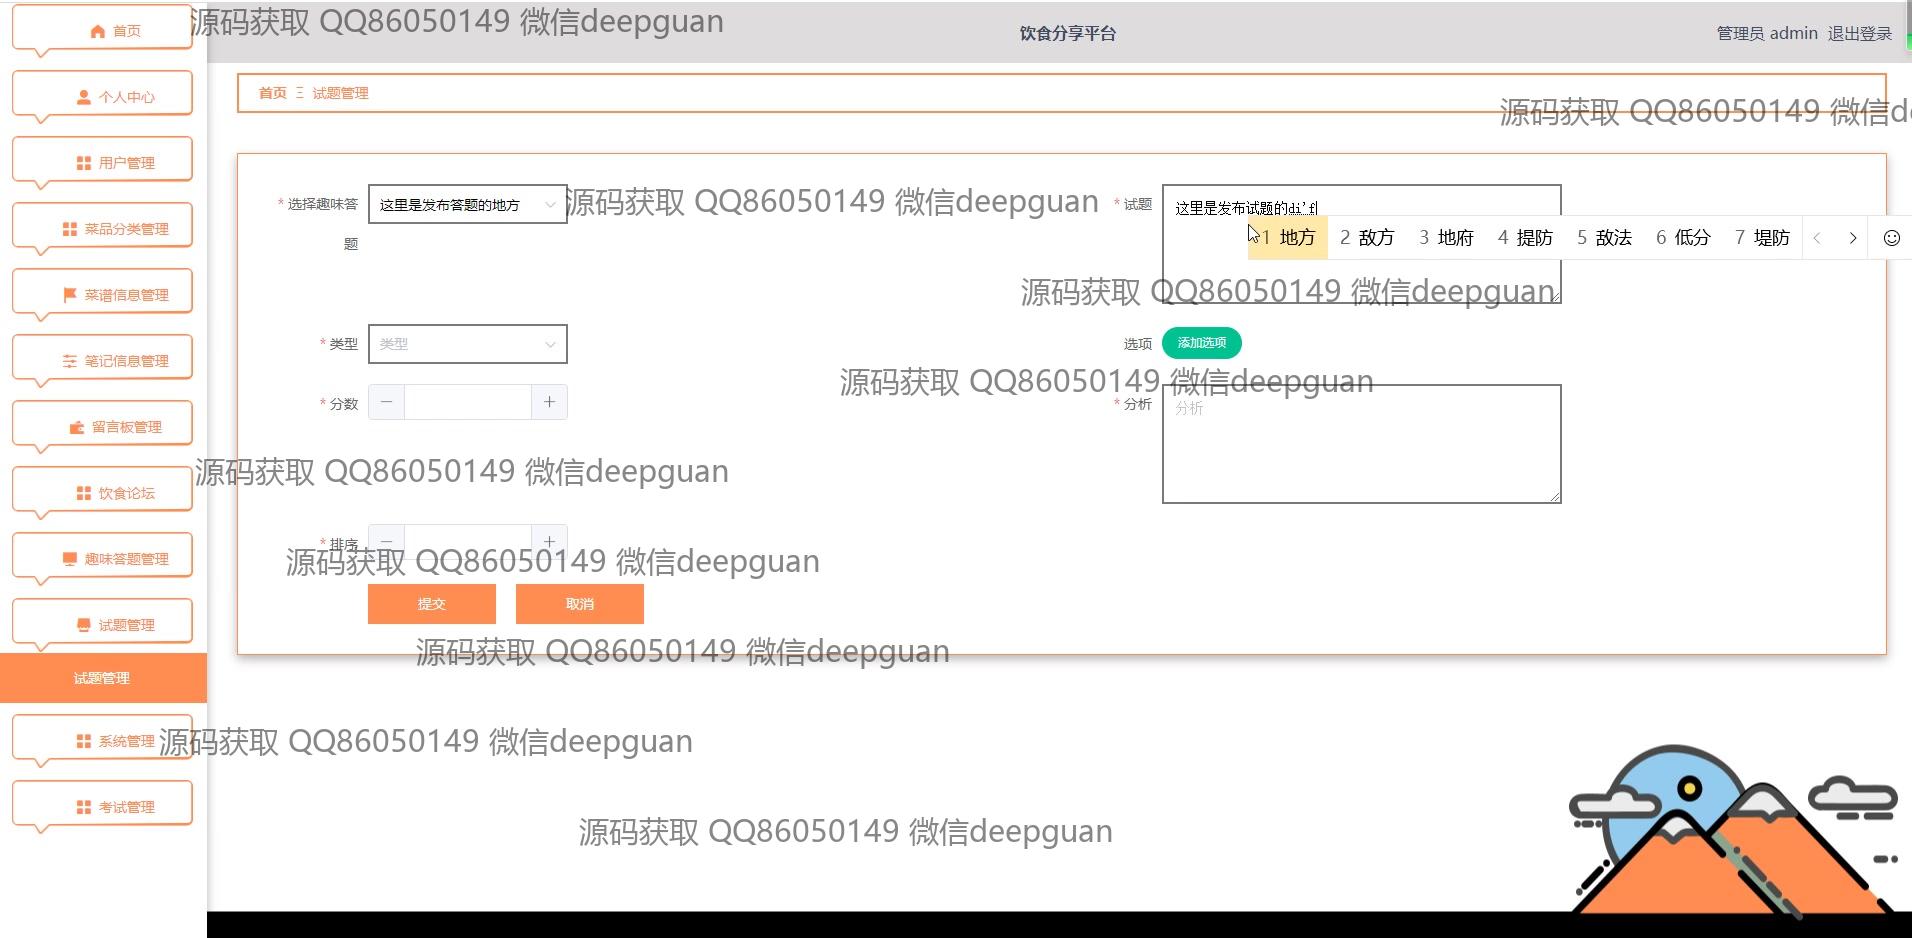 首页
源码获取 QQ86050149 微信deepguan
饮食分享平台
管理员 admin 退出登录
个人中心
首页 Ξ 试题管理
源码获取 QQ86050149 微信d
用户管理
* 选择趣味答题
这里是发布答题的地方
源码获取 QQ86050149 微信deepguan
* 试题
这里是发布试题的di'f
1 地方 2 敌方 3 地府 4 提防 5 敌法 6 低分 7 堤防
菜品分类管理
菜谱信息管理
源码获取 QQ86050149 微信deepguan
* 类型
类型
选项
添加选项
笔记信息管理
源码获取 QQ86050149 微信deepguan
* 分数
* 分析
分析
留言板管理
源码获取 QQ86050149 微信deepguan
饮食论坛
* 排序
趣味答题管理
源码获取 QQ86050149 微信deepguan
提交
取消
试题管理
源码获取 QQ86050149 微信deepguan
试题管理
系统管理
源码获取 QQ86050149 微信deepguan
考试管理
源码获取 QQ86050149 微信deepguan